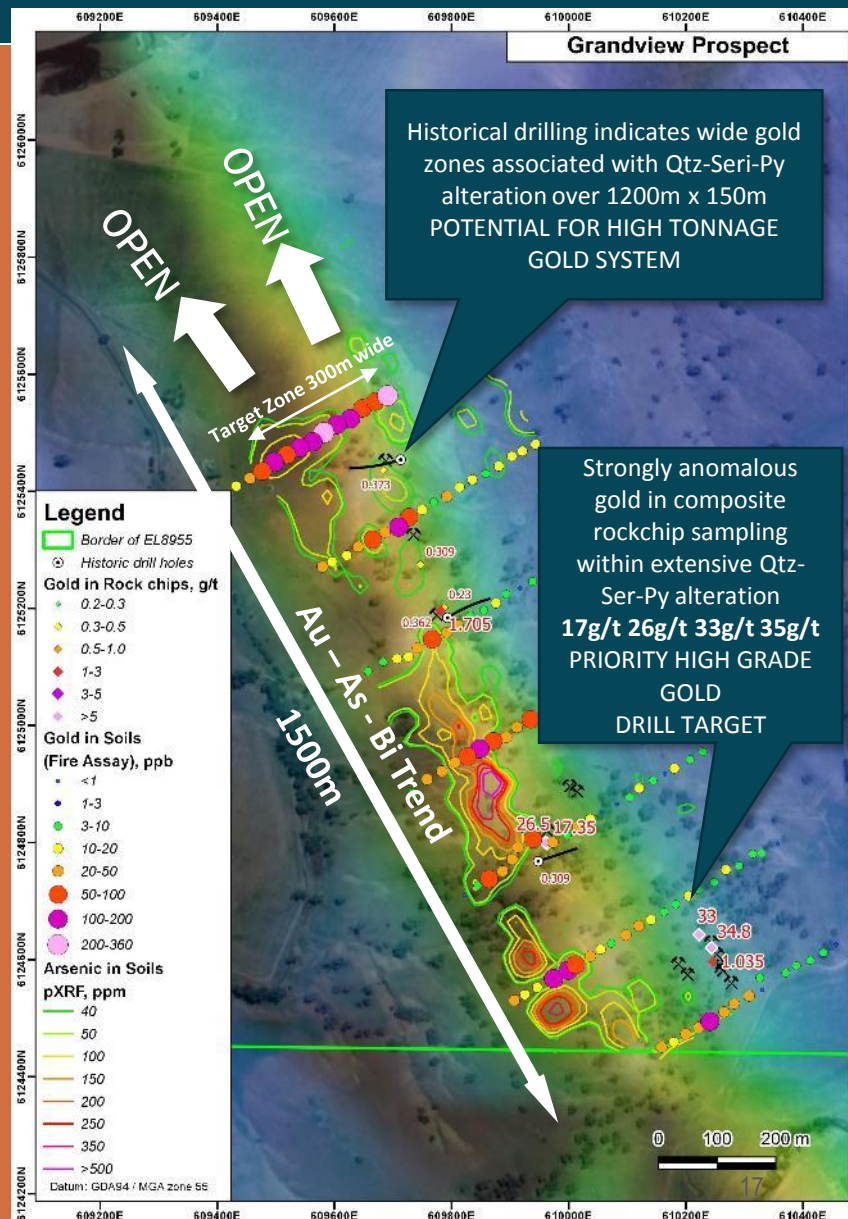 609200E 609400E 609600E 609800E 610000E 610200E 610400E
Grandview Prospect
6126000N
6125800N
6125600N
6125400N
6125200N
6125000N
6124800N
6124600N
6124400N
6124200N
Historical drilling indicates wide gold
zones associated with Qtz-Seri-Py
alteration over 1200m x 150m
POTENTIAL FOR HIGH TONNAGE
GOLD SYSTEM
OPEN
OPEN
Target Zone 300m wide
0.373
0.309
0.23
0.362
1.705
Strongly anomalous
gold in composite
rockchip sampling
within extensive Qtz-
Ser-Py alteration
17g/t 26g/t 33g/t 35g/t
PRIORITY HIGH GRADE
GOLD
DRILL TARGET
Au – As - Bi Trend
1500m
26.5
17.35
0.309
33
34.8
1.035
Legend
Border of EL8955
Historic drill holes
Gold in Rock chips, g/t
0.2-0.3
0.3-0.5
0.5-1.0
1-3
3-5
>5
Gold in Soils
(Fire Assay), ppb
<1
1-3
3-10
10-20
20-50
50-100
100-200
200-360
Arsenic in Soils
pXRF, ppm
40
50
100
150
200
250
350
>500
Datum: GDA94 / MGA zone 55
0 100 200 m
17
609200E 609400E 609600E 609800E 610000E 610200E 610400E